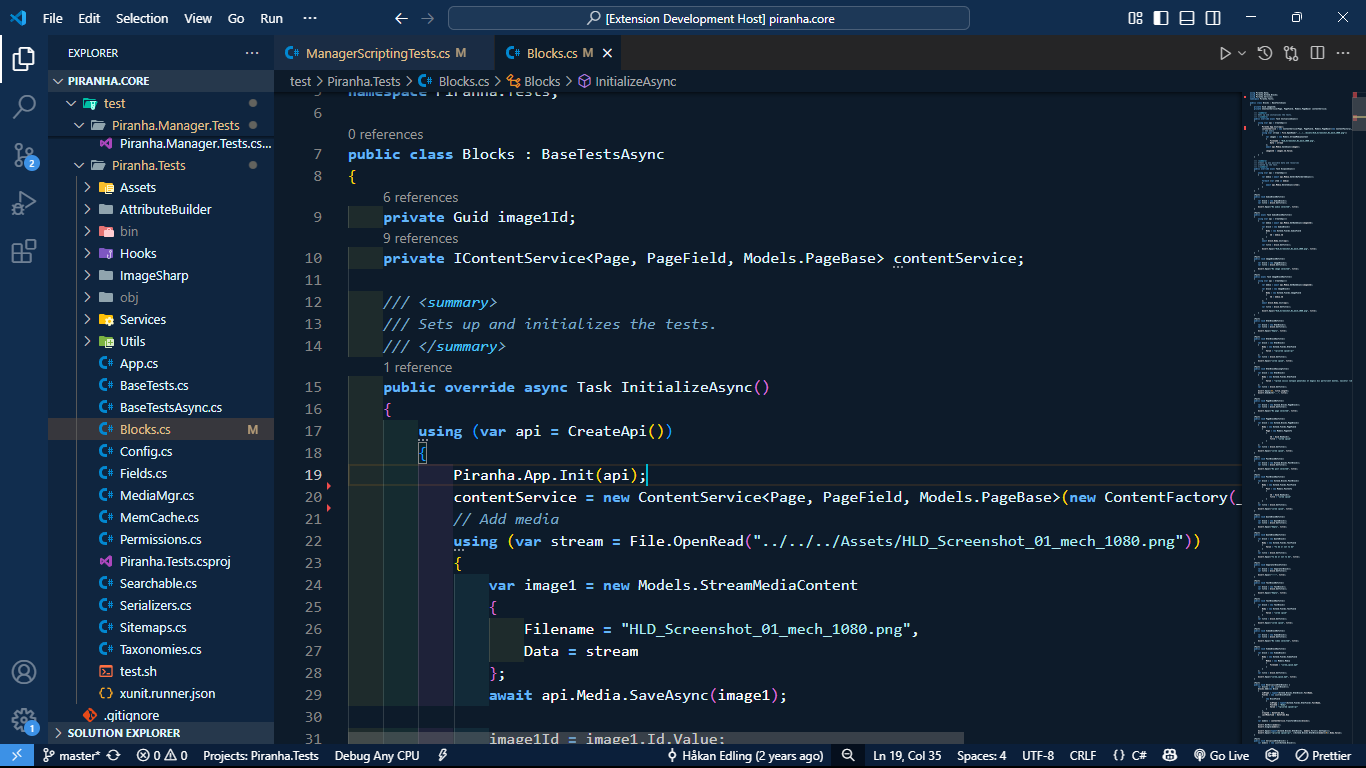 File Edit Selection View Go Run ··· [Extension Development Host] piranha.core
EXPLORER ···
PIRANHA.CORE
test
Piranha.Manager.Tests
Piranha.Manager.Tests.cs...
Piranha.Tests
Assets
AttributeBuilder
bin
Hooks
ImageSharp
obj
Services
Utils
C# App.cs
C# BaseTests.cs
C# BaseTestsAsync.cs
C# Blocks.cs M
C# Config.cs
C# Fields.cs
C# MediaMgr.cs
C# MemCache.cs
C# Permissions.cs
Piranha.Tests.csproj
C# Searchable.cs
C# Serializers.cs
C# Sitemaps.cs
C# Taxonomies.cs
test.sh
{} xunit.runner.json
.gitignore
SOLUTION EXPLORER
2
1
C# ManagerScriptingTests.cs M C# Blocks.cs M
test > Piranha.Tests > C# Blocks.cs > Blocks > InitializeAsync
5 namespace Piranha.Tests;
6
0 references
7 public class Blocks : BaseTestsAsync
8 {
6 references
9 private Guid image1Id;
9 references
10 private IContentService<Page, PageField, Models.PageBase> contentService;
11
12 /// <summary>
13 /// Sets up and initializes the tests.
14 /// </summary>
1 reference
15 public override async Task InitializeAsync()
16 {
17 using (var api = CreateApi())
18 {
19 Piranha.App.Init(api);
20 contentService = new ContentService<Page, PageField, Models.PageBase>(new ContentFactory(_
21 // Add media
22 using (var stream = File.OpenRead("../../../Assets/HLD_Screenshot_01_mech_1080.png"))
23 {
24 var image1 = new Models.StreamMediaContent
25 {
26 Filename = "HLD_Screenshot_01_mech_1080.png",
27 Data = stream
28 };
29 await api.Media.SaveAsync(image1);
30
31 image1Id = image1.Id.Value;
master* 0 0 Projects: Piranha.Tests Debug Any CPU Håkan Edling (2 years ago) Ln 19, Col 35 Spaces: 4 UTF-8 CRLF {} C# Go Live Prettier